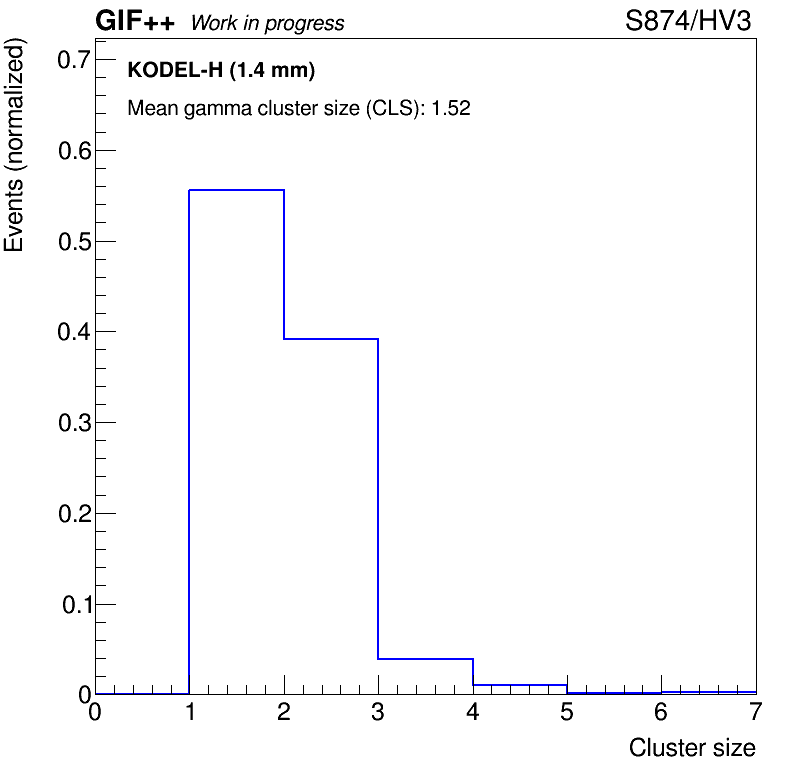 GIF++ Work in progress S874/HV3
KODEL-H (1.4 mm)
Mean gamma cluster size (CLS): 1.52
Events (normalized)
0.7
0.6
0.5
0.4
0.3
0.2
0.1
0
0 1 2 3 4 5 6 7
Cluster size